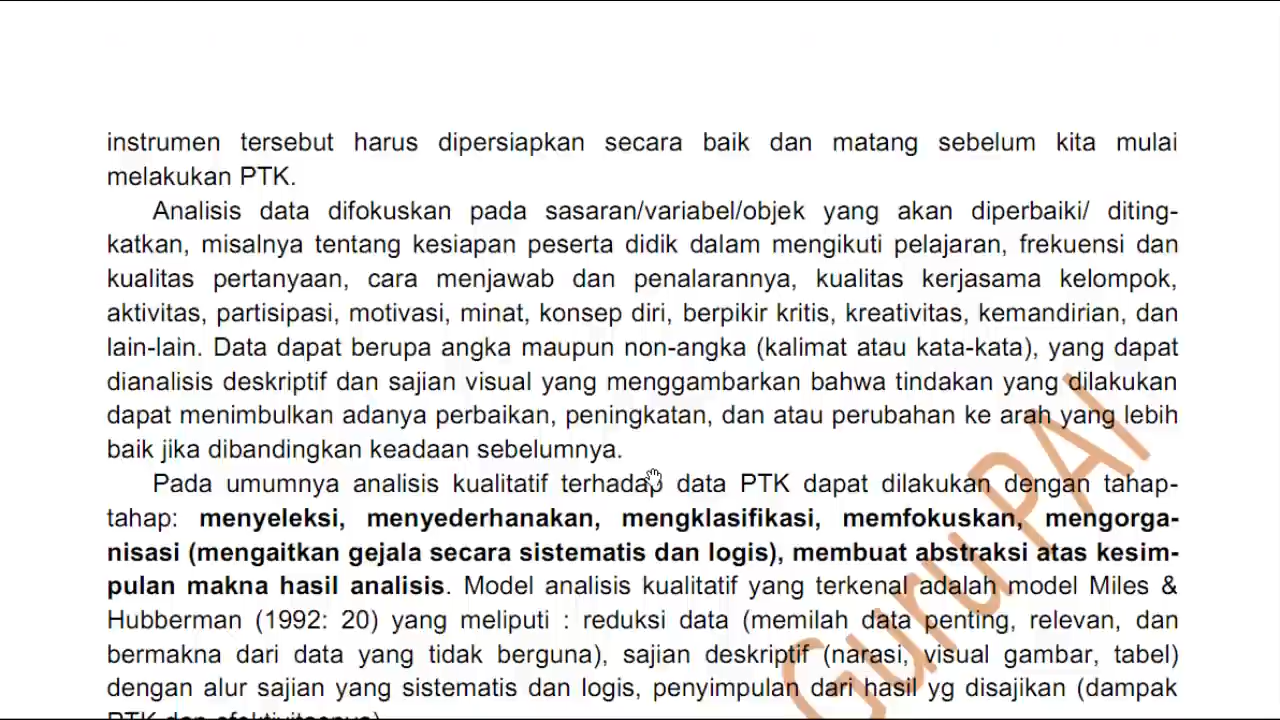 instrumen tersebut harus dipersiapkan secara baik dan matang sebelum kita mulai
melakukan PTK.
Analisis data difokuskan pada sasaran/variabel/objek yang akan diperbaiki/ diting-
katkan, misalnya tentang kesiapan peserta didik dalam mengikuti pelajaran, frekuensi dan
kualitas pertanyaan, cara menjawab dan penalarannya, kualitas kerjasama kelompok,
aktivitas, partisipasi, motivasi, minat, konsep diri, berpikir kritis, kreativitas, kemandirian, dan
lain-lain. Data dapat berupa angka maupun non-angka (kalimat atau kata-kata), yang dapat
dianalisis deskriptif dan sajian visual yang menggambarkan bahwa tindakan yang dilakukan
dapat menimbulkan adanya perbaikan, peningkatan, dan atau perubahan ke arah yang lebih
baik jika dibandingkan keadaan sebelumnya.
Pada umumnya analisis kualitatif terhadap data PTK dapat dilakukan dengan tahap-
tahap: menyeleksi, menyederhanakan, mengklasifikasi, memfokuskan, mengorga-
nisasi (mengaitkan gejala secara sistematis dan logis), membuat abstraksi atas kesim-
pulan makna hasil analisis. Model analisis kualitatif yang terkenal adalah model Miles &
Hubberman (1992: 20) yang meliputi : reduksi data (memilah data penting, relevan, dan
bermakna dari data yang tidak berguna), sajian deskriptif (narasi, visual gambar, tabel)
dengan alur sajian yang sistematis dan logis, penyimpulan dari hasil yg disajikan (dampak
PTK dan efektivitasnya).
Guru PAI